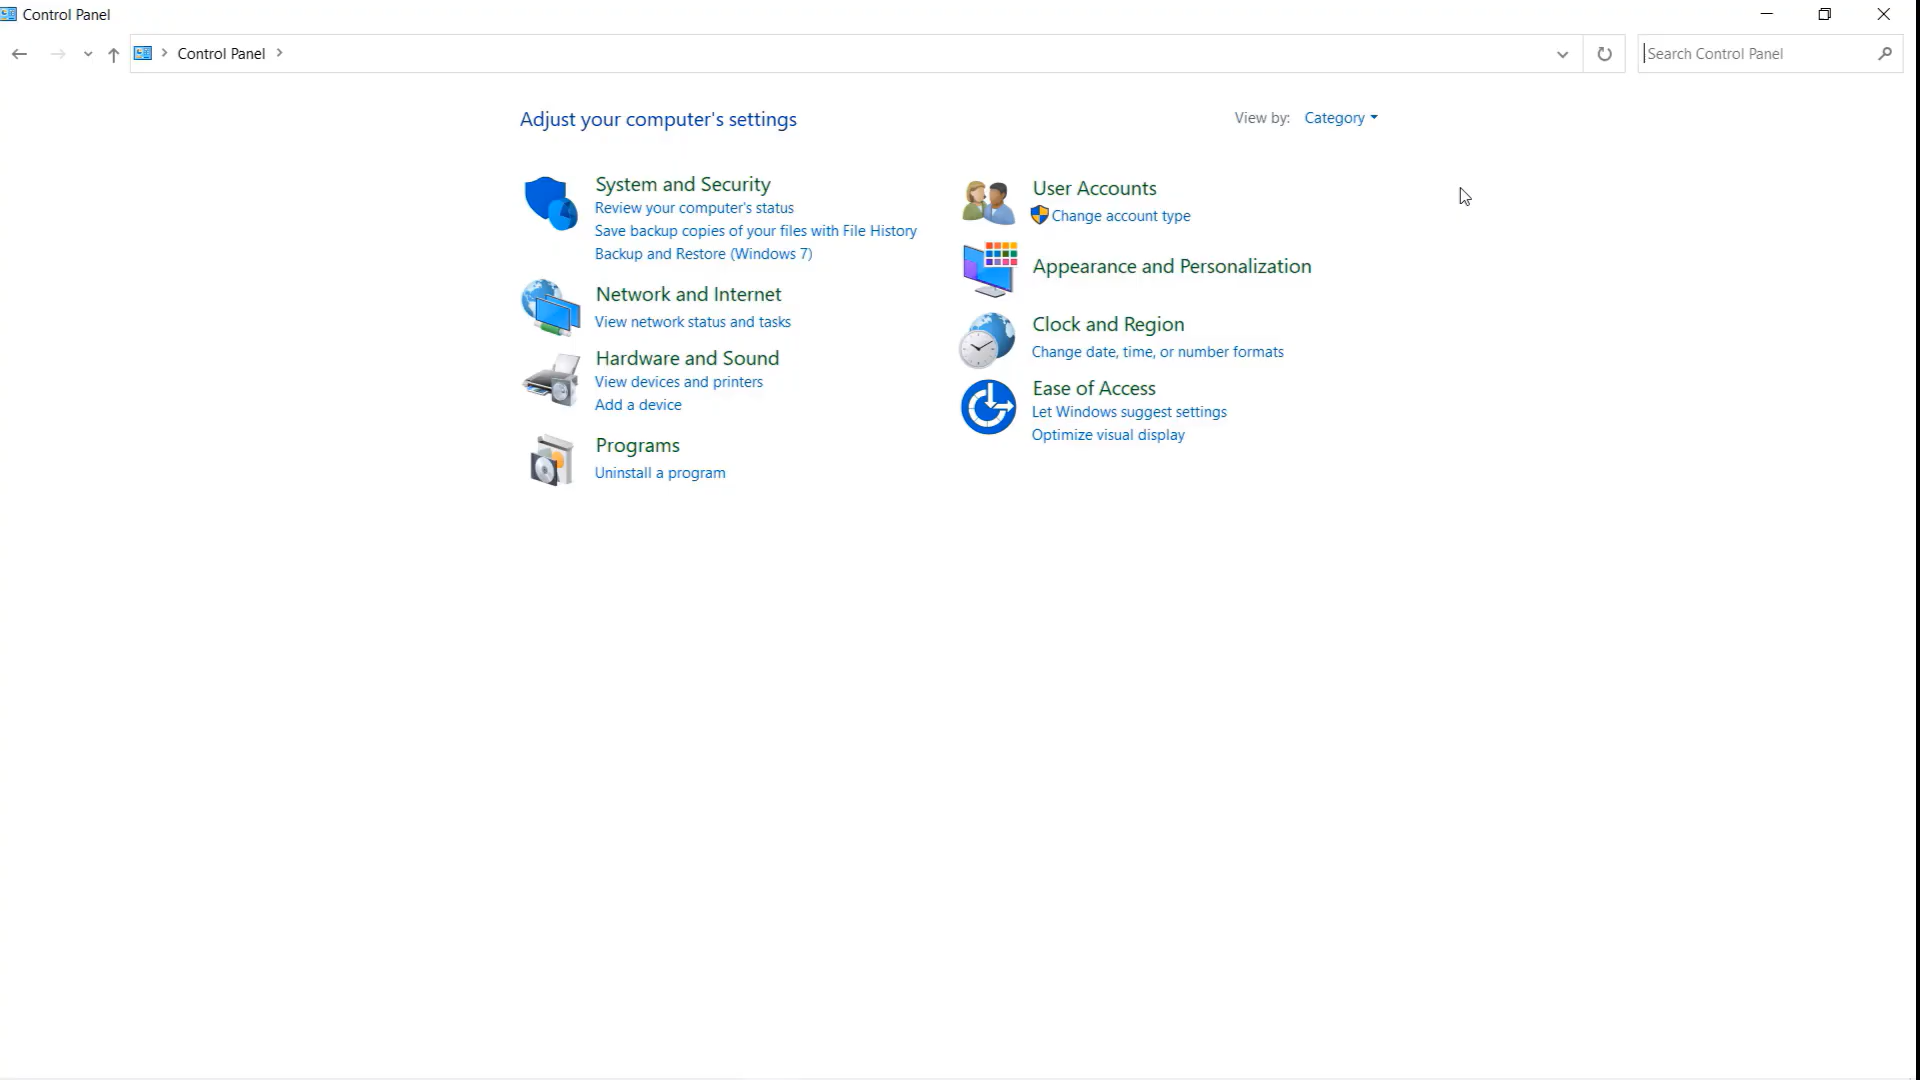 Control Panel
Control Panel
Search Control Panel
Adjust your computer's settings
View by: Category
System and Security
Review your computer's status
Save backup copies of your files with File History
Backup and Restore (Windows 7)
Network and Internet
View network status and tasks
Hardware and Sound
View devices and printers
Add a device
Programs
Uninstall a program
User Accounts
Change account type
Appearance and Personalization
Clock and Region
Change date, time, or number formats
Ease of Access
Let Windows suggest settings
Optimize visual display